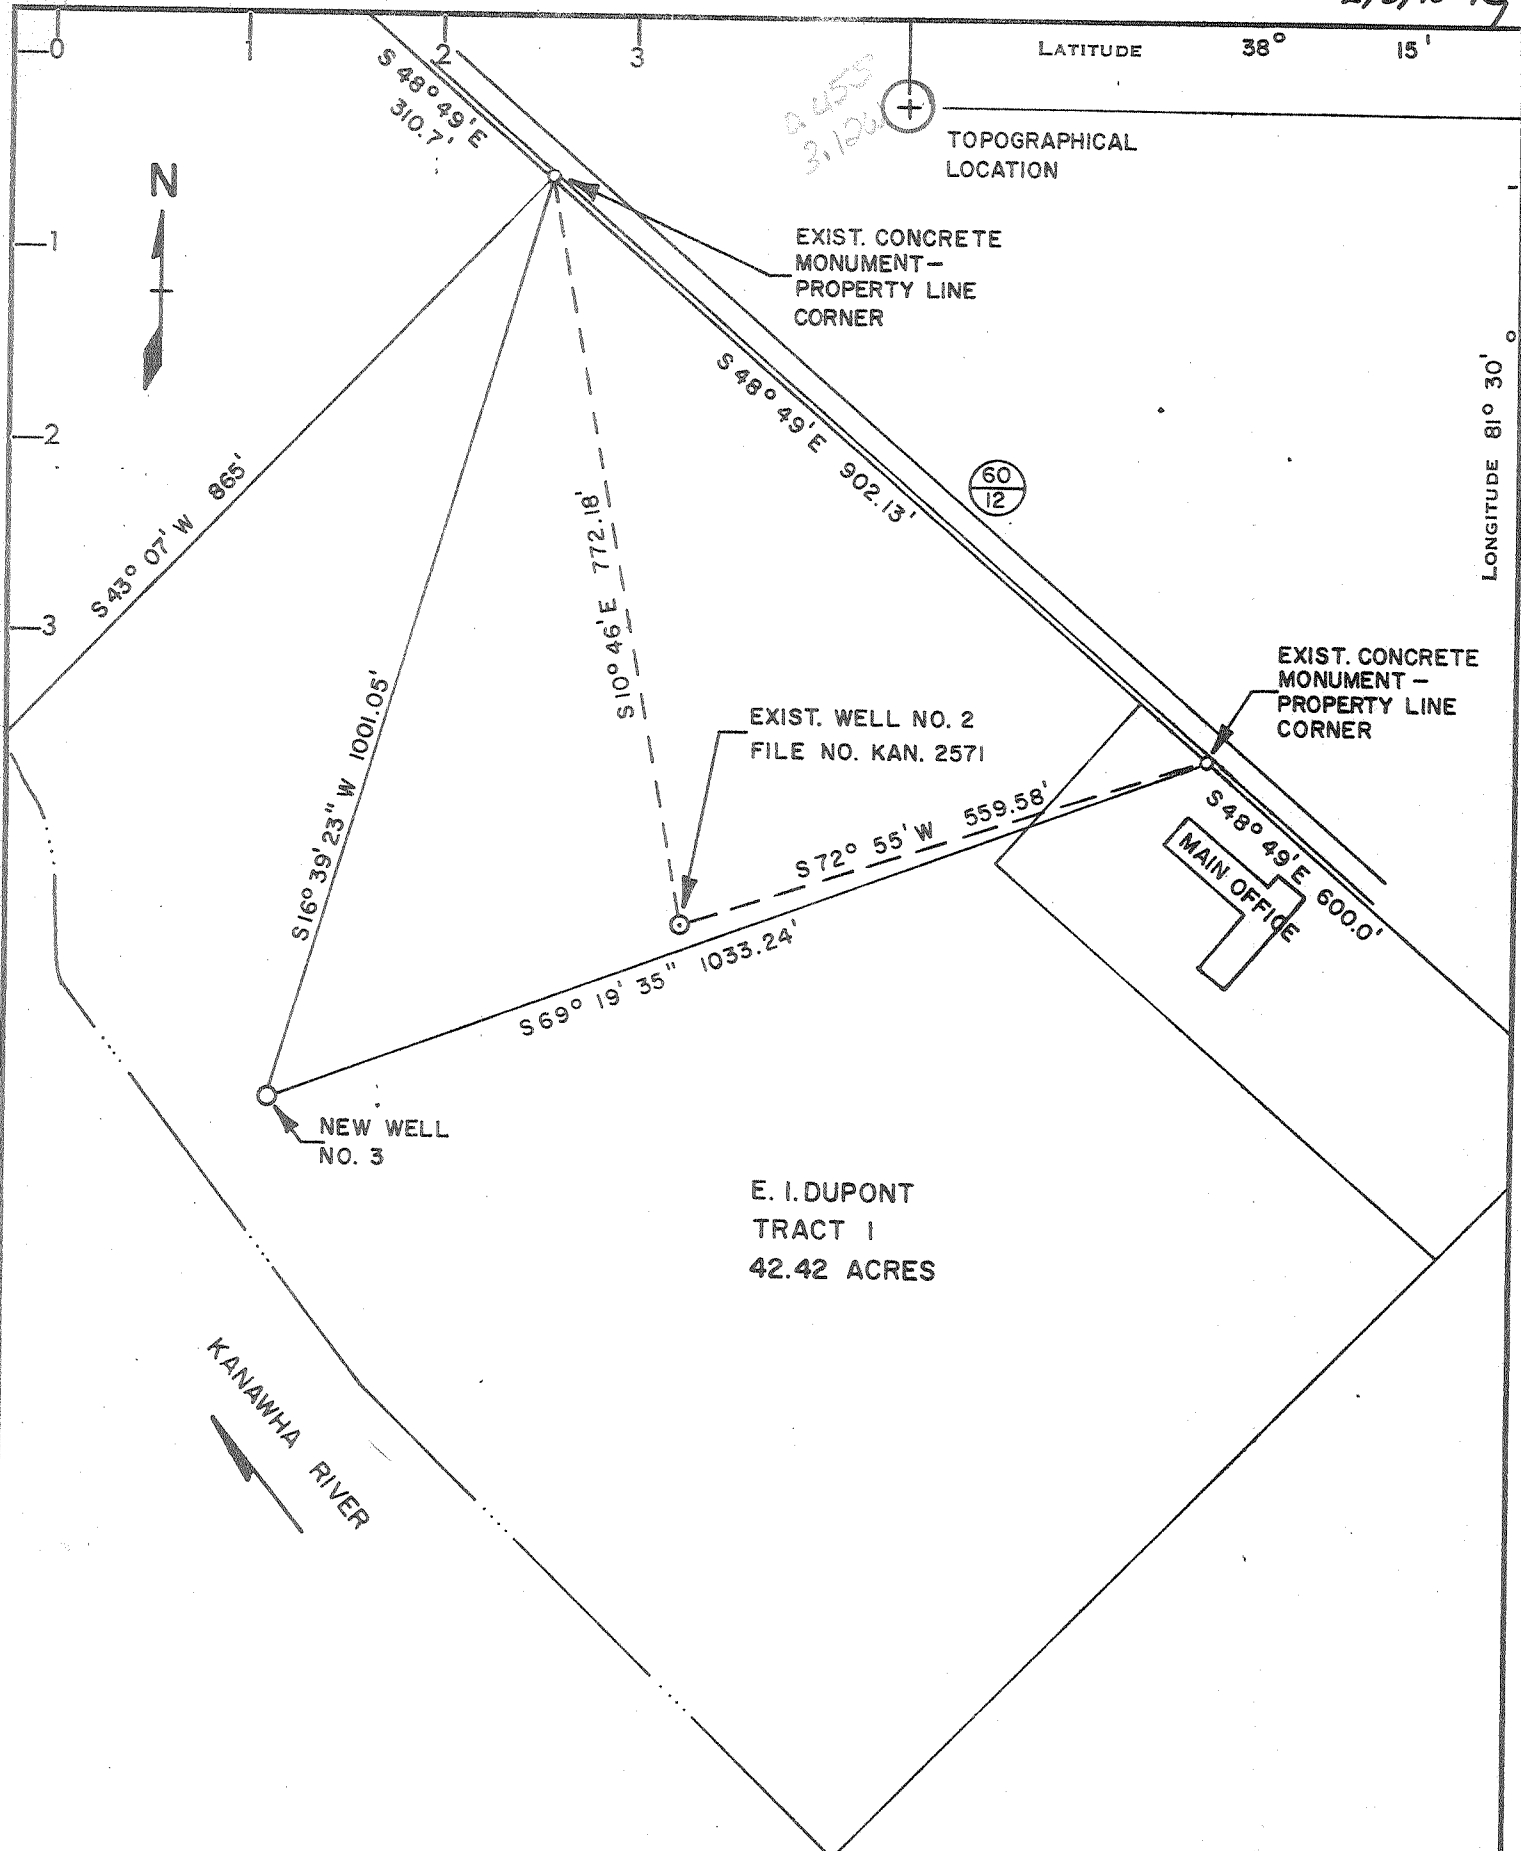 0
1
2
3
LATITUDE 38° 15'
S 48° 49' E
310.7'
TOPOGRAPHICAL
LOCATION
N
1
EXIST. CONCRETE
MONUMENT-
PROPERTY LINE
CORNER
LONGITUDE 81° 30'
S 48° 49' E 902.13'
2
60
12
S 43° 07' W 865'
S 10° 46' E 772.18'
3
EXIST. CONCRETE
MONUMENT-
PROPERTY LINE
CORNER
S 16° 39' 23" W 1001.05'
EXIST. WELL NO. 2
FILE NO. KAN. 2571
S 72° 55' W 559.58'
S 48° 49' E 600.0'
MAIN OFFICE
S 69° 19' 35" 1033.24'
NEW WELL
NO. 3
E. I. DUPONT
TRACT 1
42.42 ACRES
KANAWHA RIVER